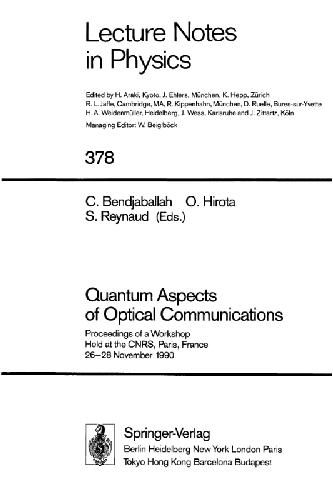 Lecture Notes
in Physics
Edited by H. Araki, Kyoto, J. Ehlers, München, K. Hepp, Zürich
R. L. Jaffe, Cambridge, MA, R. Kippenhahn, München, D. Ruelle, Bures-sur-Yvette
H. A. Weidenmüller, Heidelberg, J. Wess, Karlsruhe and J. Zittartz, Köln
Managing Editor: W. Beiglböck
378
C. Bendjaballah O. Hirota
S. Reynaud (Eds.)
Quantum Aspects
of Optical Communications
Proceedings of a Workshop
Held at the CNRS, Paris, France
26–28 November 1990
Springer-Verlag
Berlin Heidelberg New York London Paris
Tokyo Hong Kong Barcelona Budapest